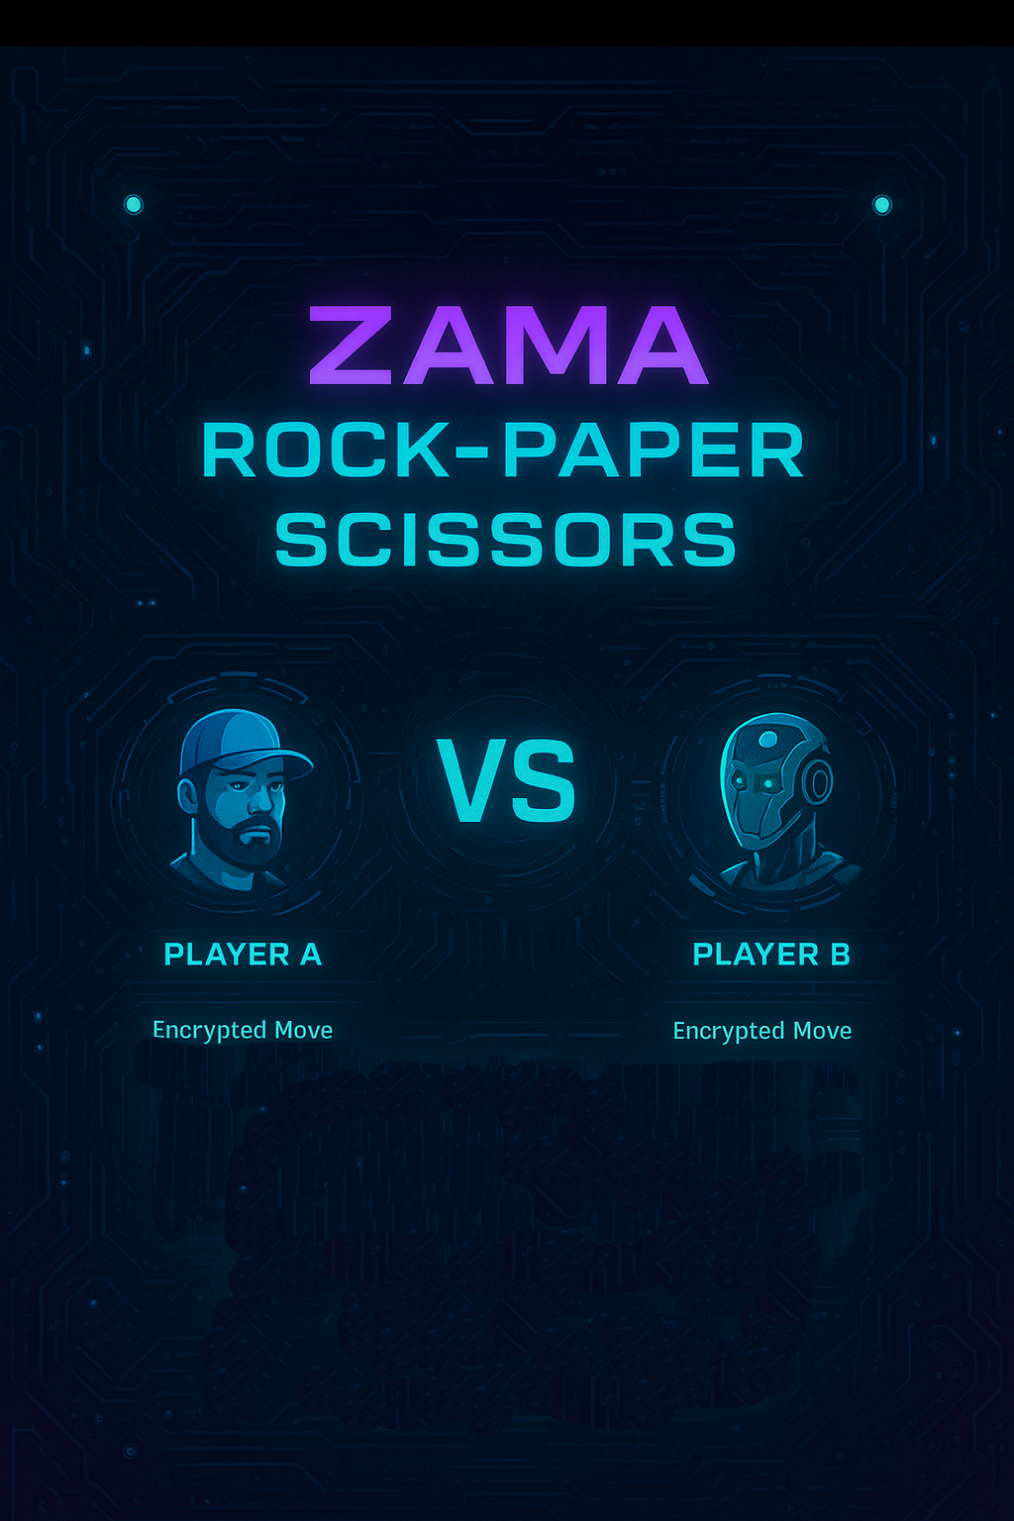 ZAMA
ROCK-PAPER
SCISSORS
VS
PLAYER A
PLAYER B
Encrypted Move
Encrypted Move